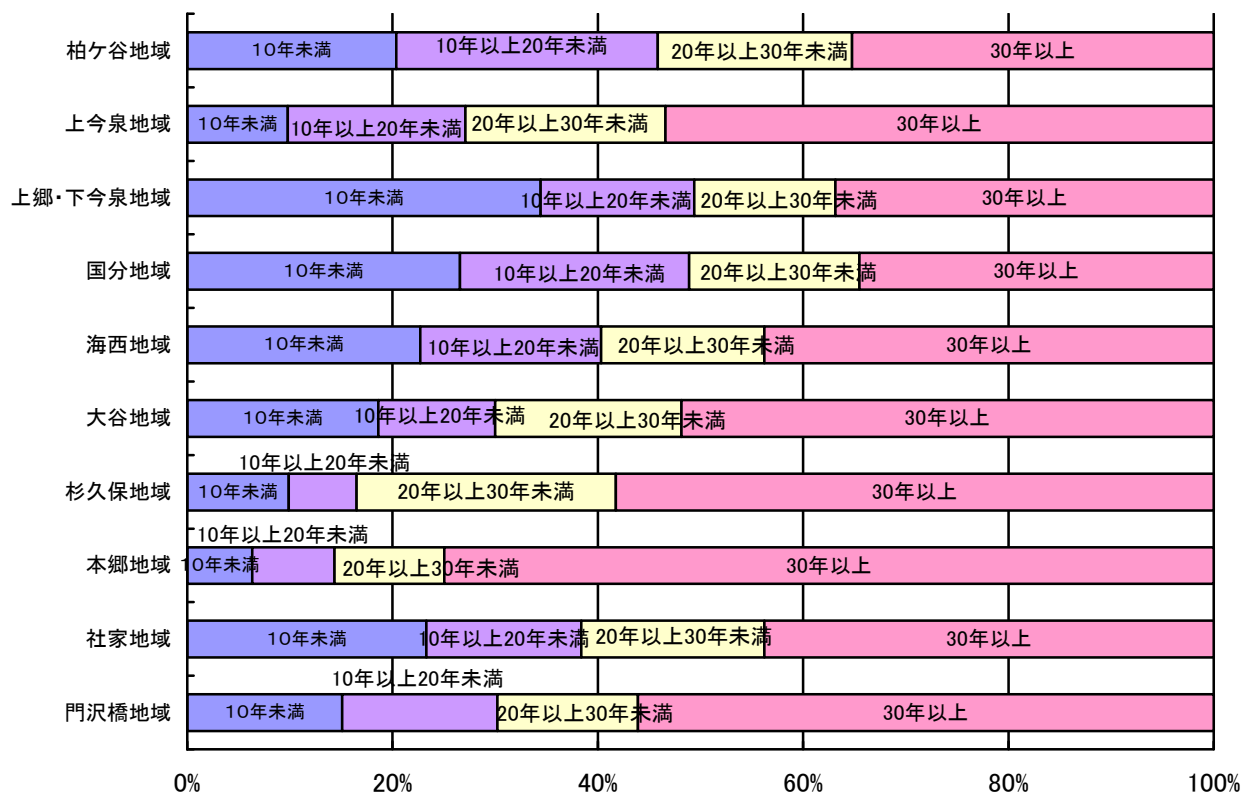 柏ケ谷地域 10年未満 10年以上20年未満 20年以上30年未満 30年以上
上今泉地域 10年未満 10年以上20年未満 20年以上30年未満 30年以上
上郷・下今泉地域 10年未満 10年以上20年未満 20年以上30年未満 30年以上
国分地域 10年未満 10年以上20年未満 20年以上30年未満 30年以上
海西地域 10年未満 10年以上20年未満 20年以上30年未満 30年以上
大谷地域 10年未満 10年以上20年未満 20年以上30年未満 30年以上
10年以上20年未満
杉久保地域 10年未満 20年以上30年未満 30年以上
10年以上20年未満
本郷地域 10年未満 20年以上30年未満 30年以上
社家地域 10年未満 10年以上20年未満 20年以上30年未満 30年以上
10年以上20年未満
門沢橋地域 10年未満 20年以上30年未満 30年以上
0% 20% 40% 60% 80% 100%